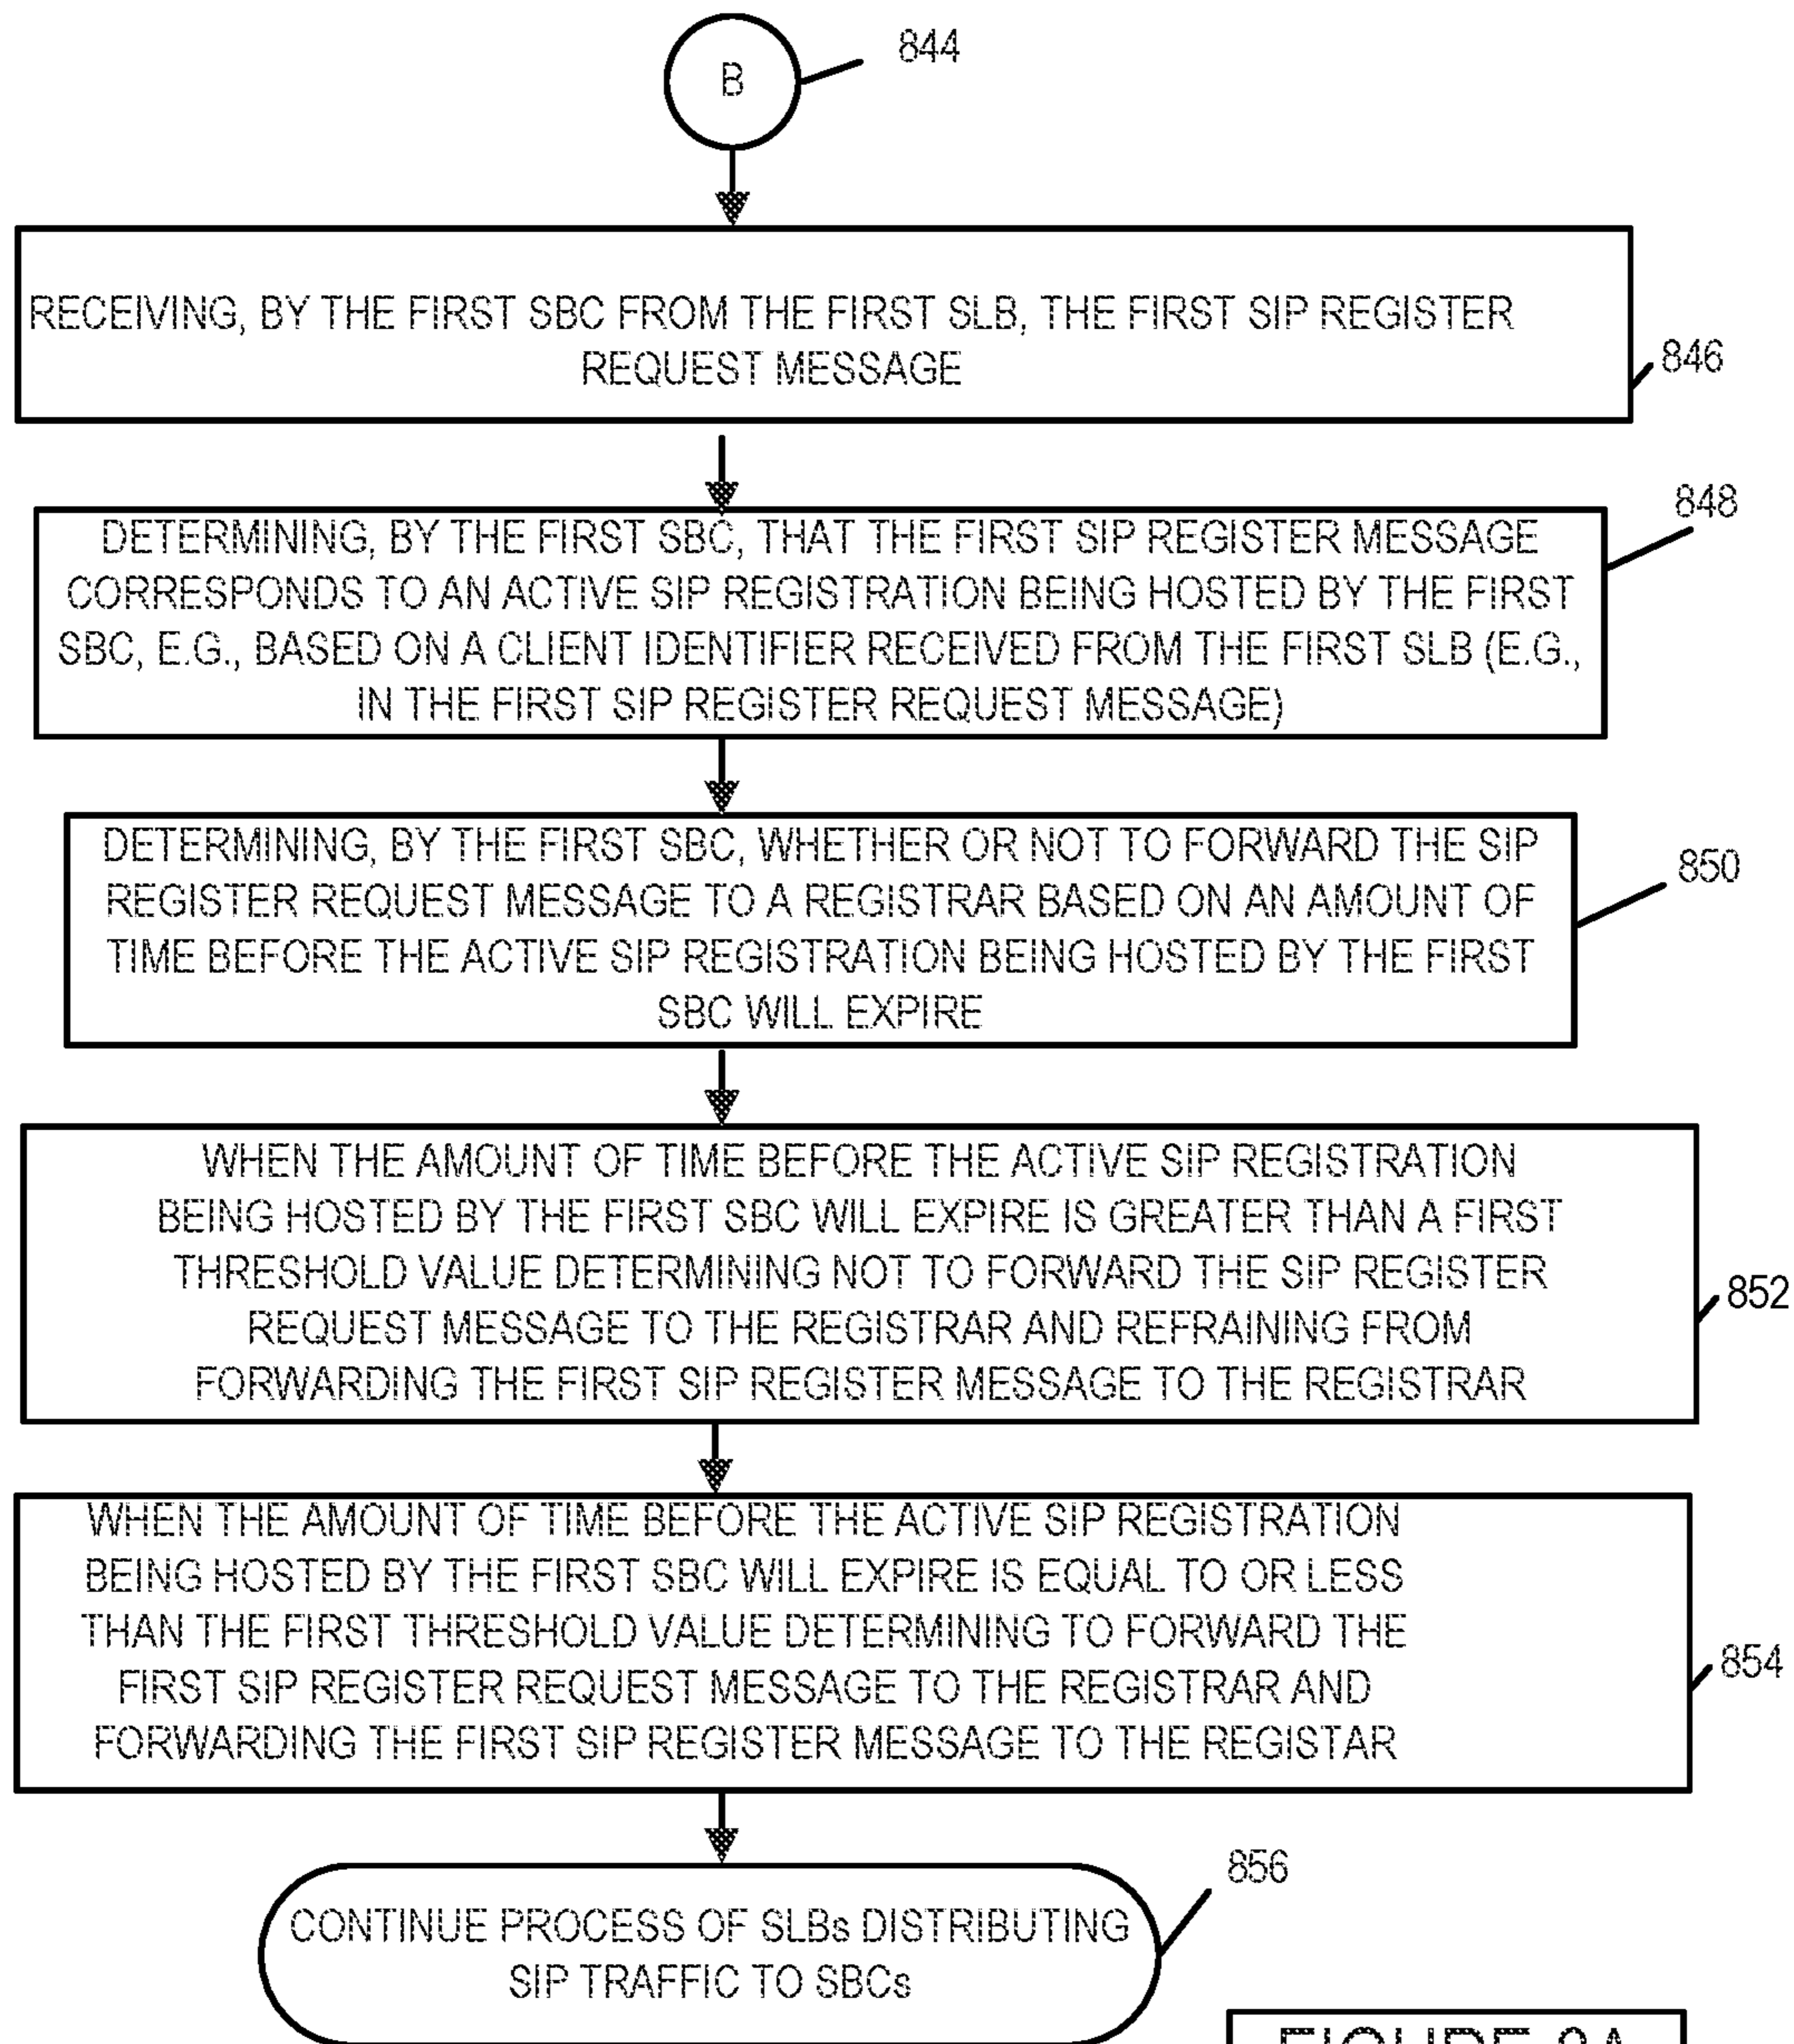 B
844
RECEIVING, BY THE FIRST SBC FROM THE FIRST SLB, THE FIRST SIP REGISTER
REQUEST MESSAGE
846
848
DETERMINING, BY THE FIRST SBC, THAT THE FIRST SIP REGISTER MESSAGE
CORRESPONDS TO AN ACTIVE SIP REGISTRATION BEING HOSTED BY THE FIRST
SBC, E.G., BASED ON A CLIENT IDENTIFIER RECEIVED FROM THE FIRST SLB (E.G.,
IN THE FIRST SIP REGISTER REQUEST MESSAGE)
DETERMINING, BY THE FIRST SBC, WHETHER OR NOT TO FORWARD THE SIP
REGISTER REQUEST MESSAGE TO A REGISTRAR BASED ON AN AMOUNT OF
TIME BEFORE THE ACTIVE SIP REGISTRATION BEING HOSTED BY THE FIRST
SBC WILL EXPIRE
850
WHEN THE AMOUNT OF TIME BEFORE THE ACTIVE SIP REGISTRATION
BEING HOSTED BY THE FIRST SBC WILL EXPIRE IS GREATER THAN A FIRST
THRESHOLD VALUE DETERMINING NOT TO FORWARD THE SIP REGISTER
REQUEST MESSAGE TO THE REGISTRAR AND REFRAINING FROM
FORWARDING THE FIRST SIP REGISTER MESSAGE TO THE REGISTRAR
852
WHEN THE AMOUNT OF TIME BEFORE THE ACTIVE SIP REGISTRATION
BEING HOSTED BY THE FIRST SBC WILL EXPIRE IS EQUAL TO OR LESS
THAN THE FIRST THRESHOLD VALUE DETERMINING TO FORWARD THE
FIRST SIP REGISTER REQUEST MESSAGE TO THE REGISTRAR AND
FORWARDING THE FIRST SIP REGISTER MESSAGE TO THE REGISTAR
854
856
CONTINUE PROCESS OF SLBs DISTRIBUTING
SIP TRAFFIC TO SBCs
FIGURE